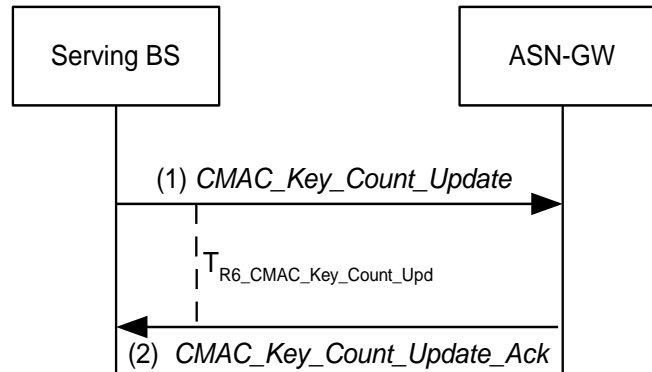 Serving BS
ASN-GW
(1) CMAC_Key_Count_Update
TR6_CMAC_Key_Count_Upd
(2) CMAC_Key_Count_Update_Ack